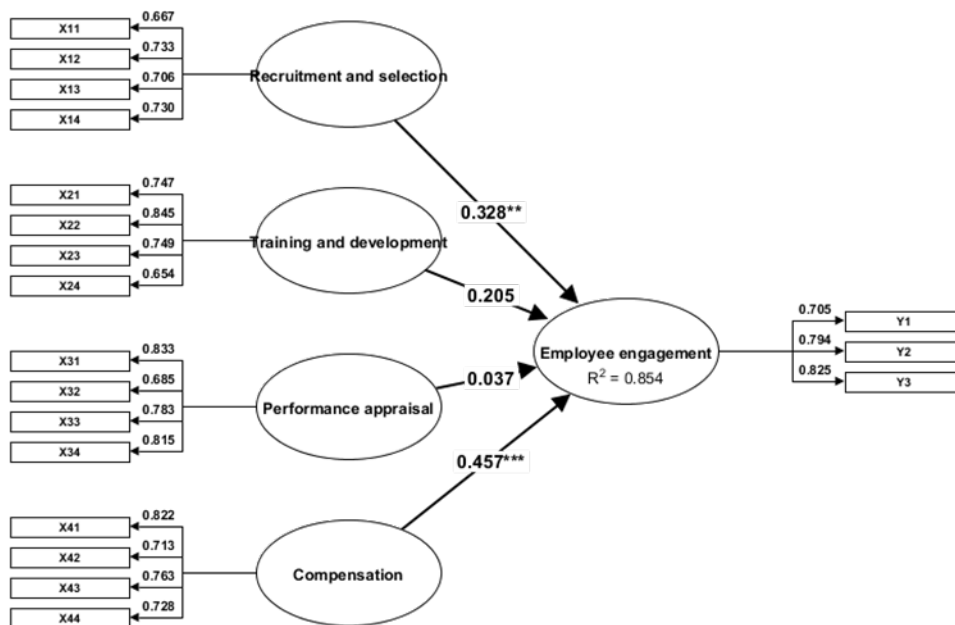 X11
0.667
X12
0.733
X13
0.706
X14
0.730
Recruitment and selection
0.328**
X21
0.747
X22
0.845
X23
0.749
X24
0.654
Training and development
0.205
X31
0.833
X32
0.685
X33
0.783
X34
0.815
Performance appraisal
0.037
X41
0.822
X42
0.713
X43
0.763
X44
0.728
Compensation
0.457***
Employee engagement
R² = 0.854
0.705
Y1
0.794
Y2
0.825
Y3